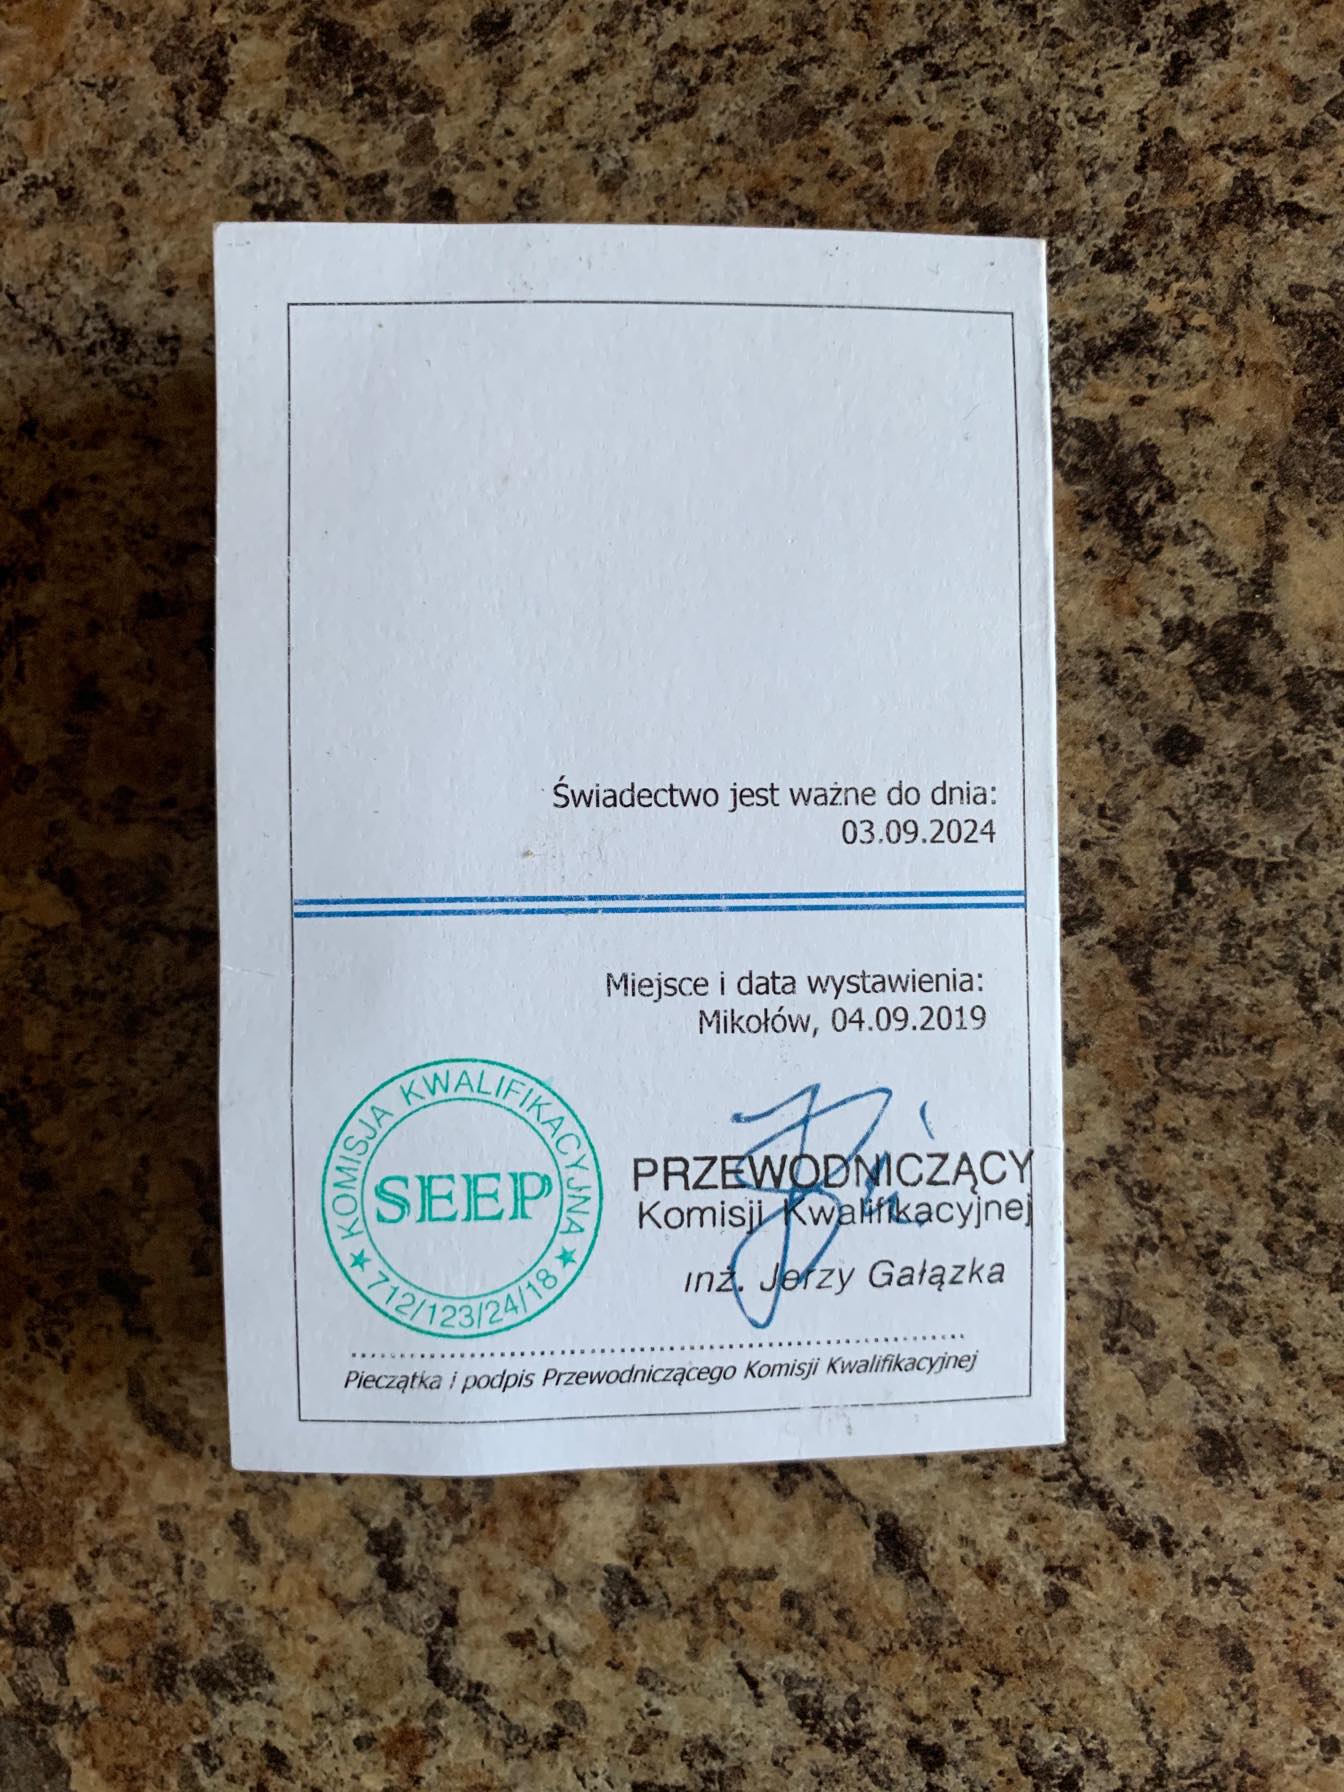 Świadectwo jest ważne do dnia:
03.09.2024
Miejsce i data wystawienia:
Mikołów, 04.09.2019
KOMISJA KWALIFIKACYJNA
SEEP
712/123/24/18
PRZEWODNICZĄCY
Komisji Kwalifikacyjnej
inż. Jerzy Gałązka
Pieczątka i podpis Przewodniczącego Komisji Kwalifikacyjnej